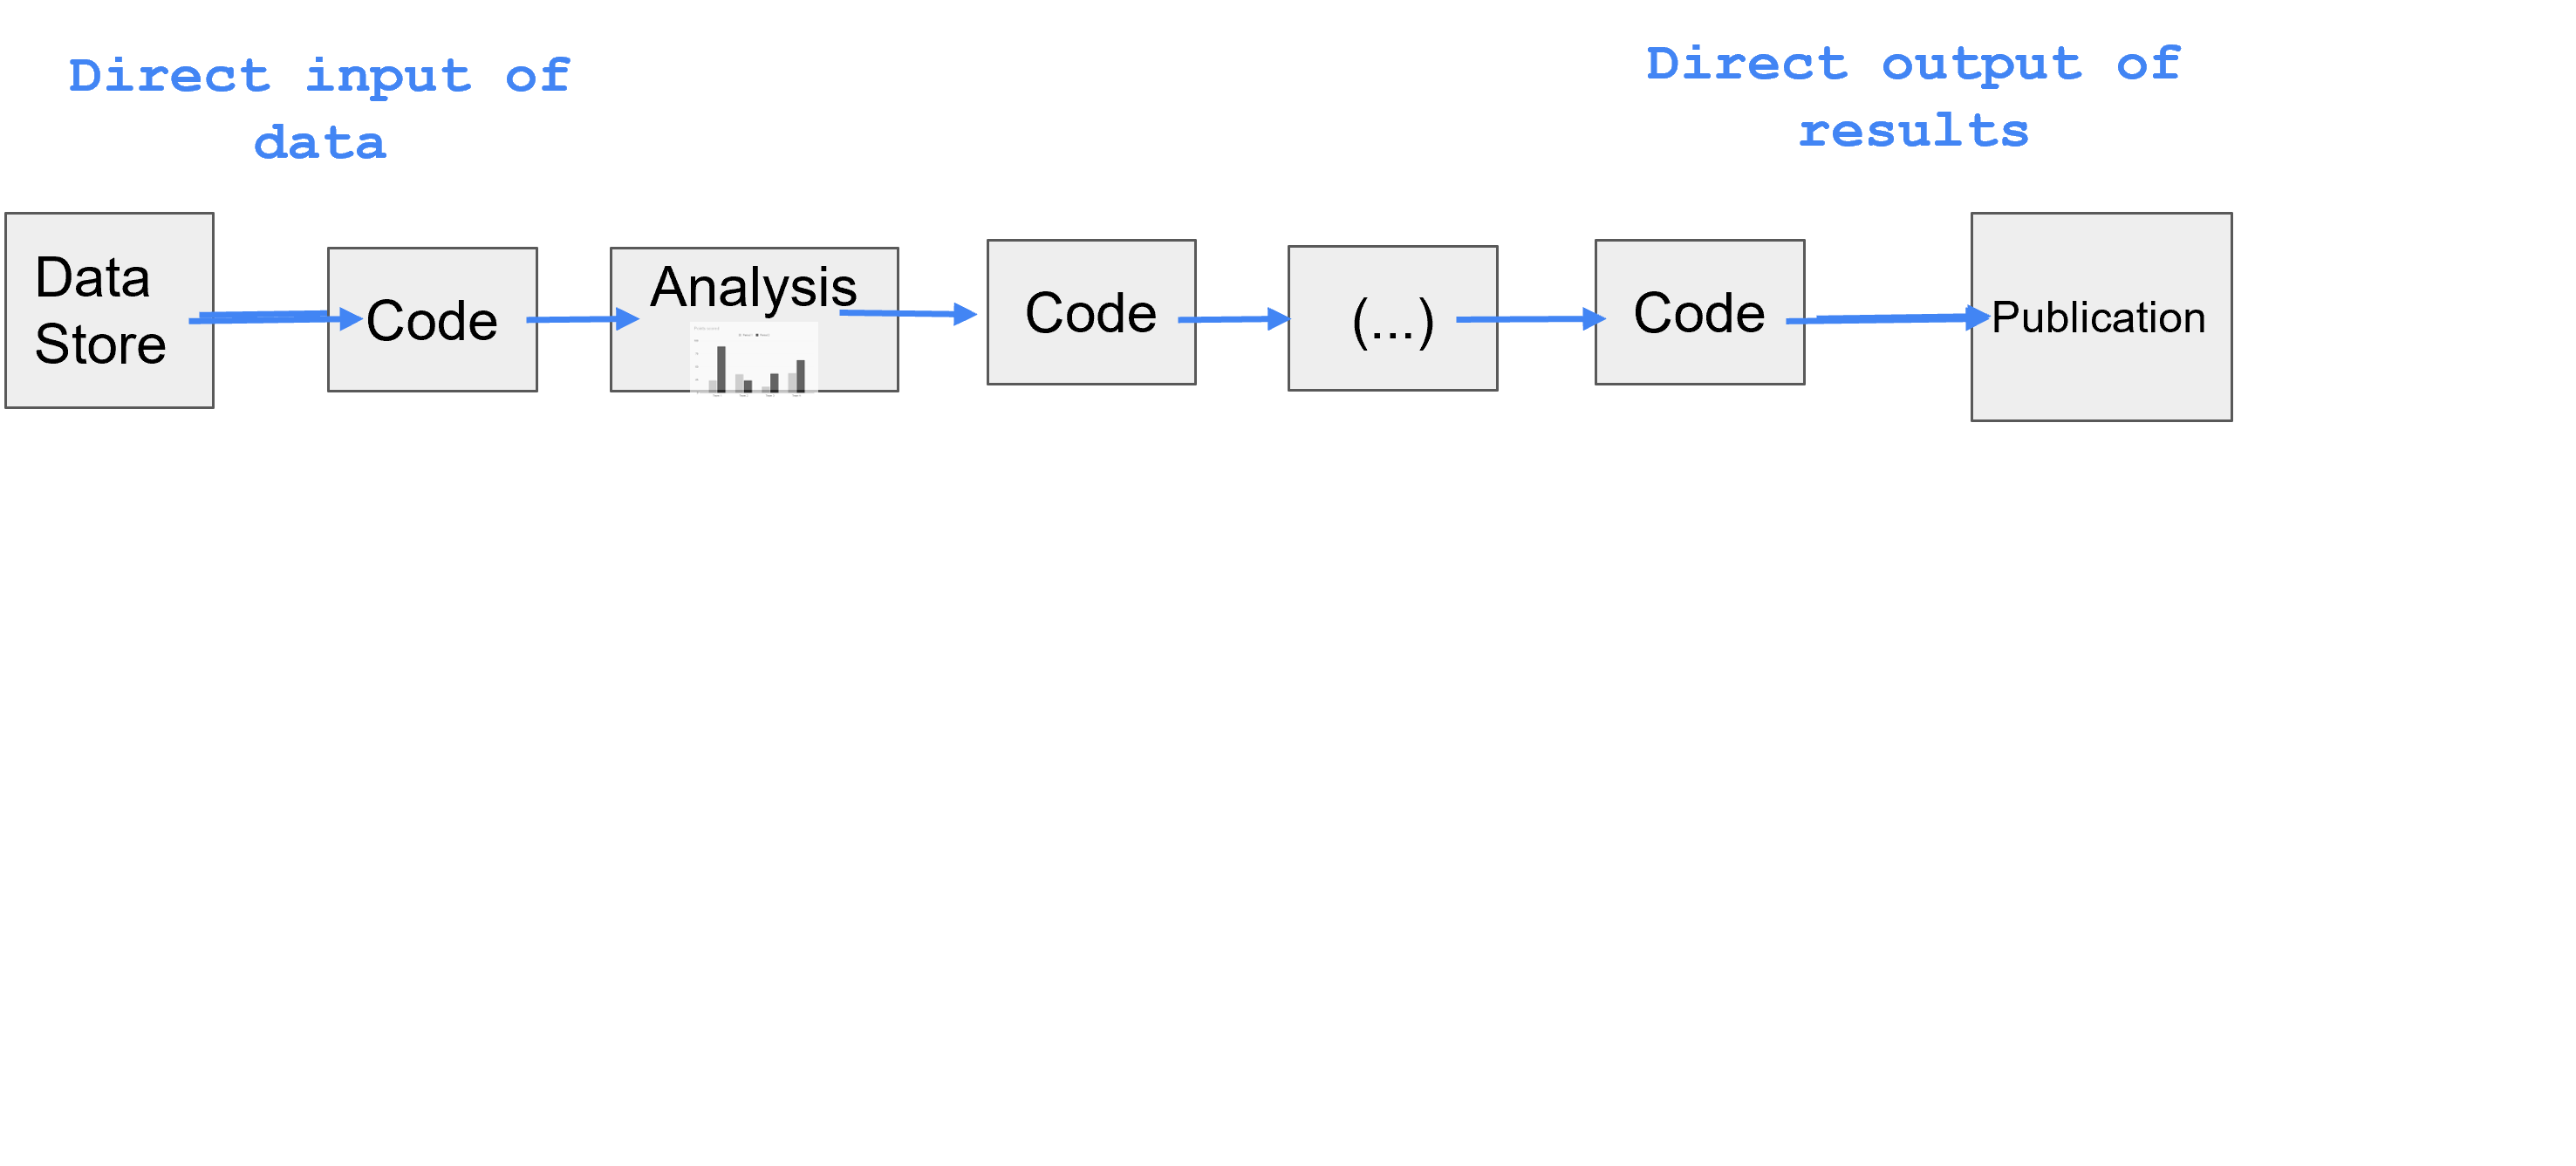 Direct input of
data
Direct output of
results
Data
Store
Code
Analysis
Code
(...)
Code
Publication